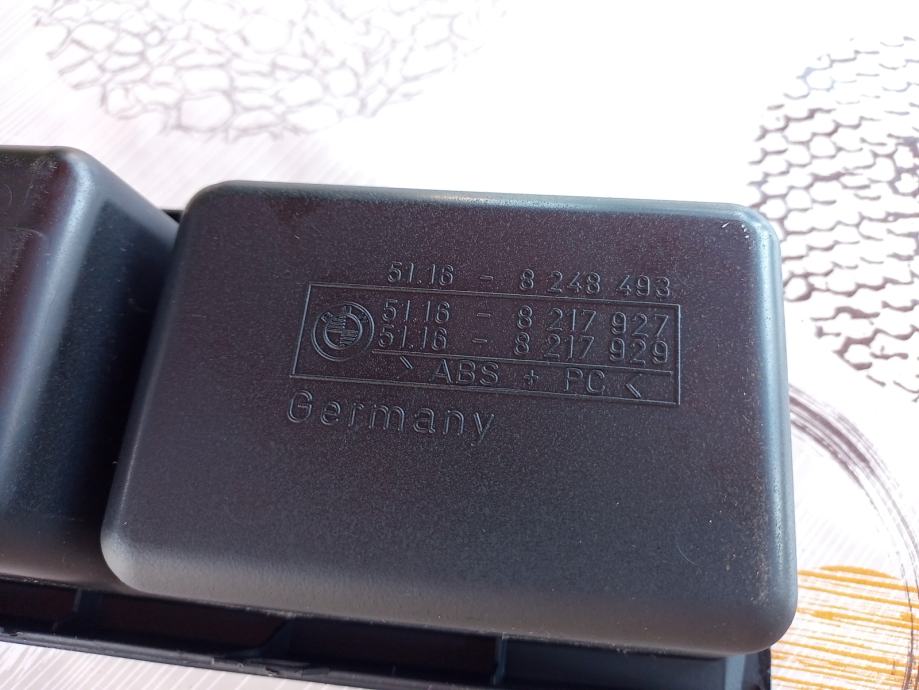 51.16 - 8 248 493
51.16 - 8 217 927
51.16 - 8 217 929
> ABS + PC <
Germany